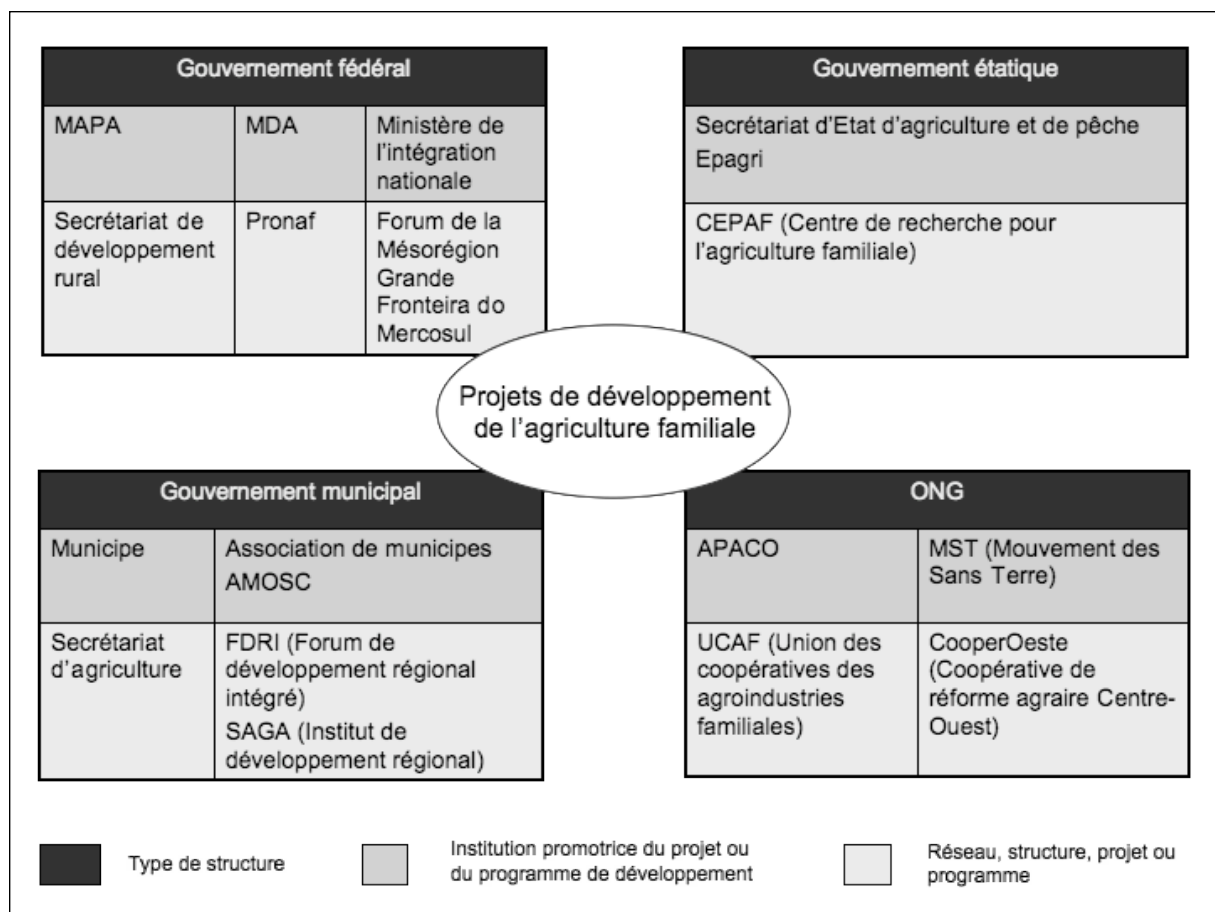 Gouvernement fédéral
MAPA
MDA
Ministère de
l'intégration
nationale
Secrétariat de
développement
rural
Pronaf
Forum de la
Mésorégion
Grande
Fronteira do
Mercosul
Gouvernement étatique
Secrétariat d'Etat d'agriculture et de pêche
Epagri
CEPAF (Centre de recherche pour
l'agriculture familiale)
Projets de développement
de l'agriculture familiale
Gouvernement municipal
Municipe
Association de municipes
AMOSC
Secrétariat
d'agriculture
FDRI (Forum de
développement régional
intégré)
SAGA (Institut de
développement régional)
ONG
APACO
MST (Mouvement des
Sans Terre)
UCAF (Union des
coopératives des
agroindustries
familiales)
CooperOeste
(Coopérative de
réforme agraire Centre-
Ouest)
Type de structure
Institution promotrice du projet ou
du programme de développement
Réseau, structure, projet ou
programme